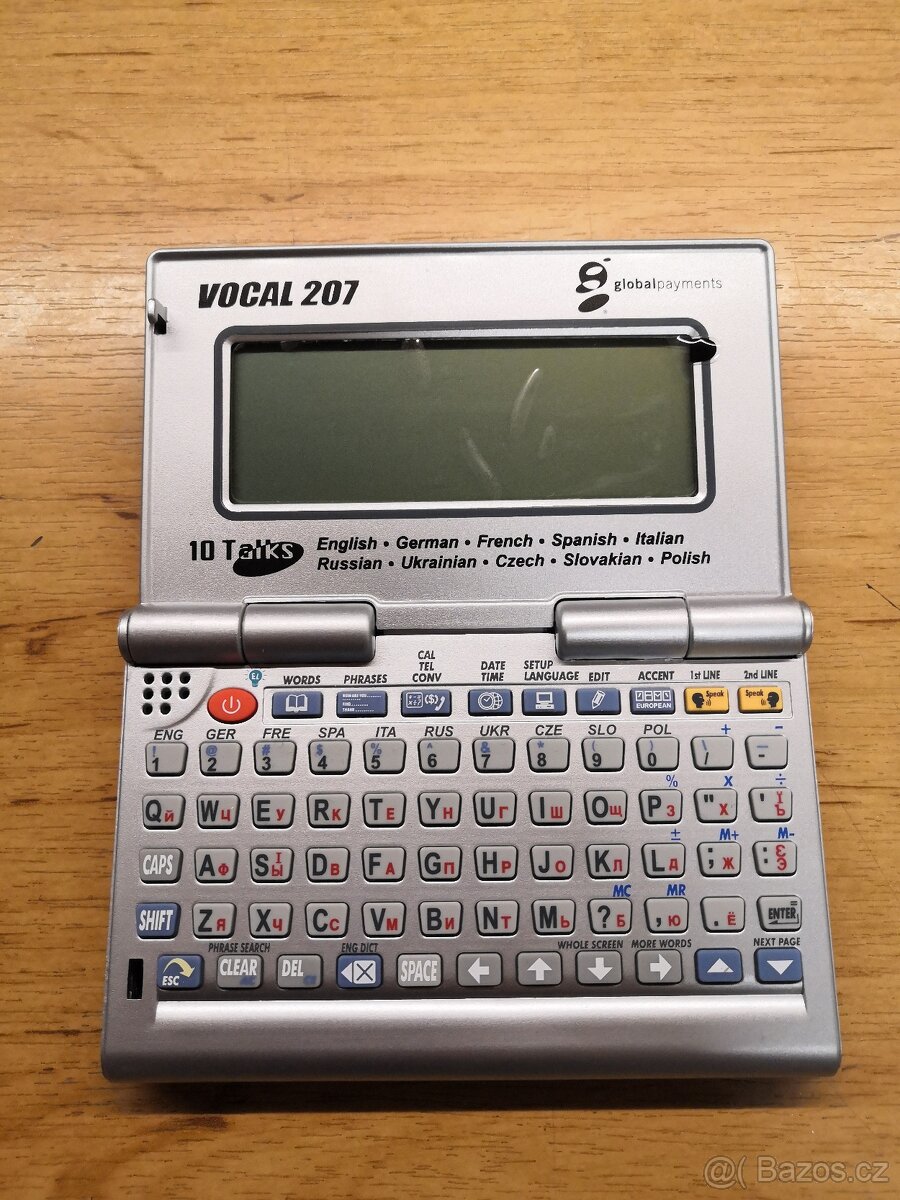 VOCAL 207
globalpayments
10 Talks
English • German • French • Spanish • Italian
Russian • Ukrainian • Czech • Slovakian • Polish
EL
WORDS PHRASES CAL TEL CONV DATE TIME SETUP LANGUAGE EDIT ACCENT 1st LINE 2nd LINE
EUROPEAN Speak Speak
ENG GER FRE SPA ITA RUS UKR CZE SLO POL + -
! 1 @ 2 # 3 $ 4 % 5 ^ 6 & 7 * 8 ( 9 ) 0 \ / _ -
% X ÷
Q Й W Ц E У R К T Е Y Н U Г I Ш O Щ P З " Х ' Ї Ъ
± M+ M-
CAPS A Ф S І Ы D В F А G П H Р J О K Л L Д ; Ж : Є Э
MC MR =
SHIFT Z Я X Ч C С V М B И N Т M Ь ? Б , Ю . Ё ENTER
PHRASE SEARCH ENG DICT WHOLE SCREEN MORE WORDS NEXT PAGE
ESC CLEAR AC DEL CE SPACE
@( Bazos.cz